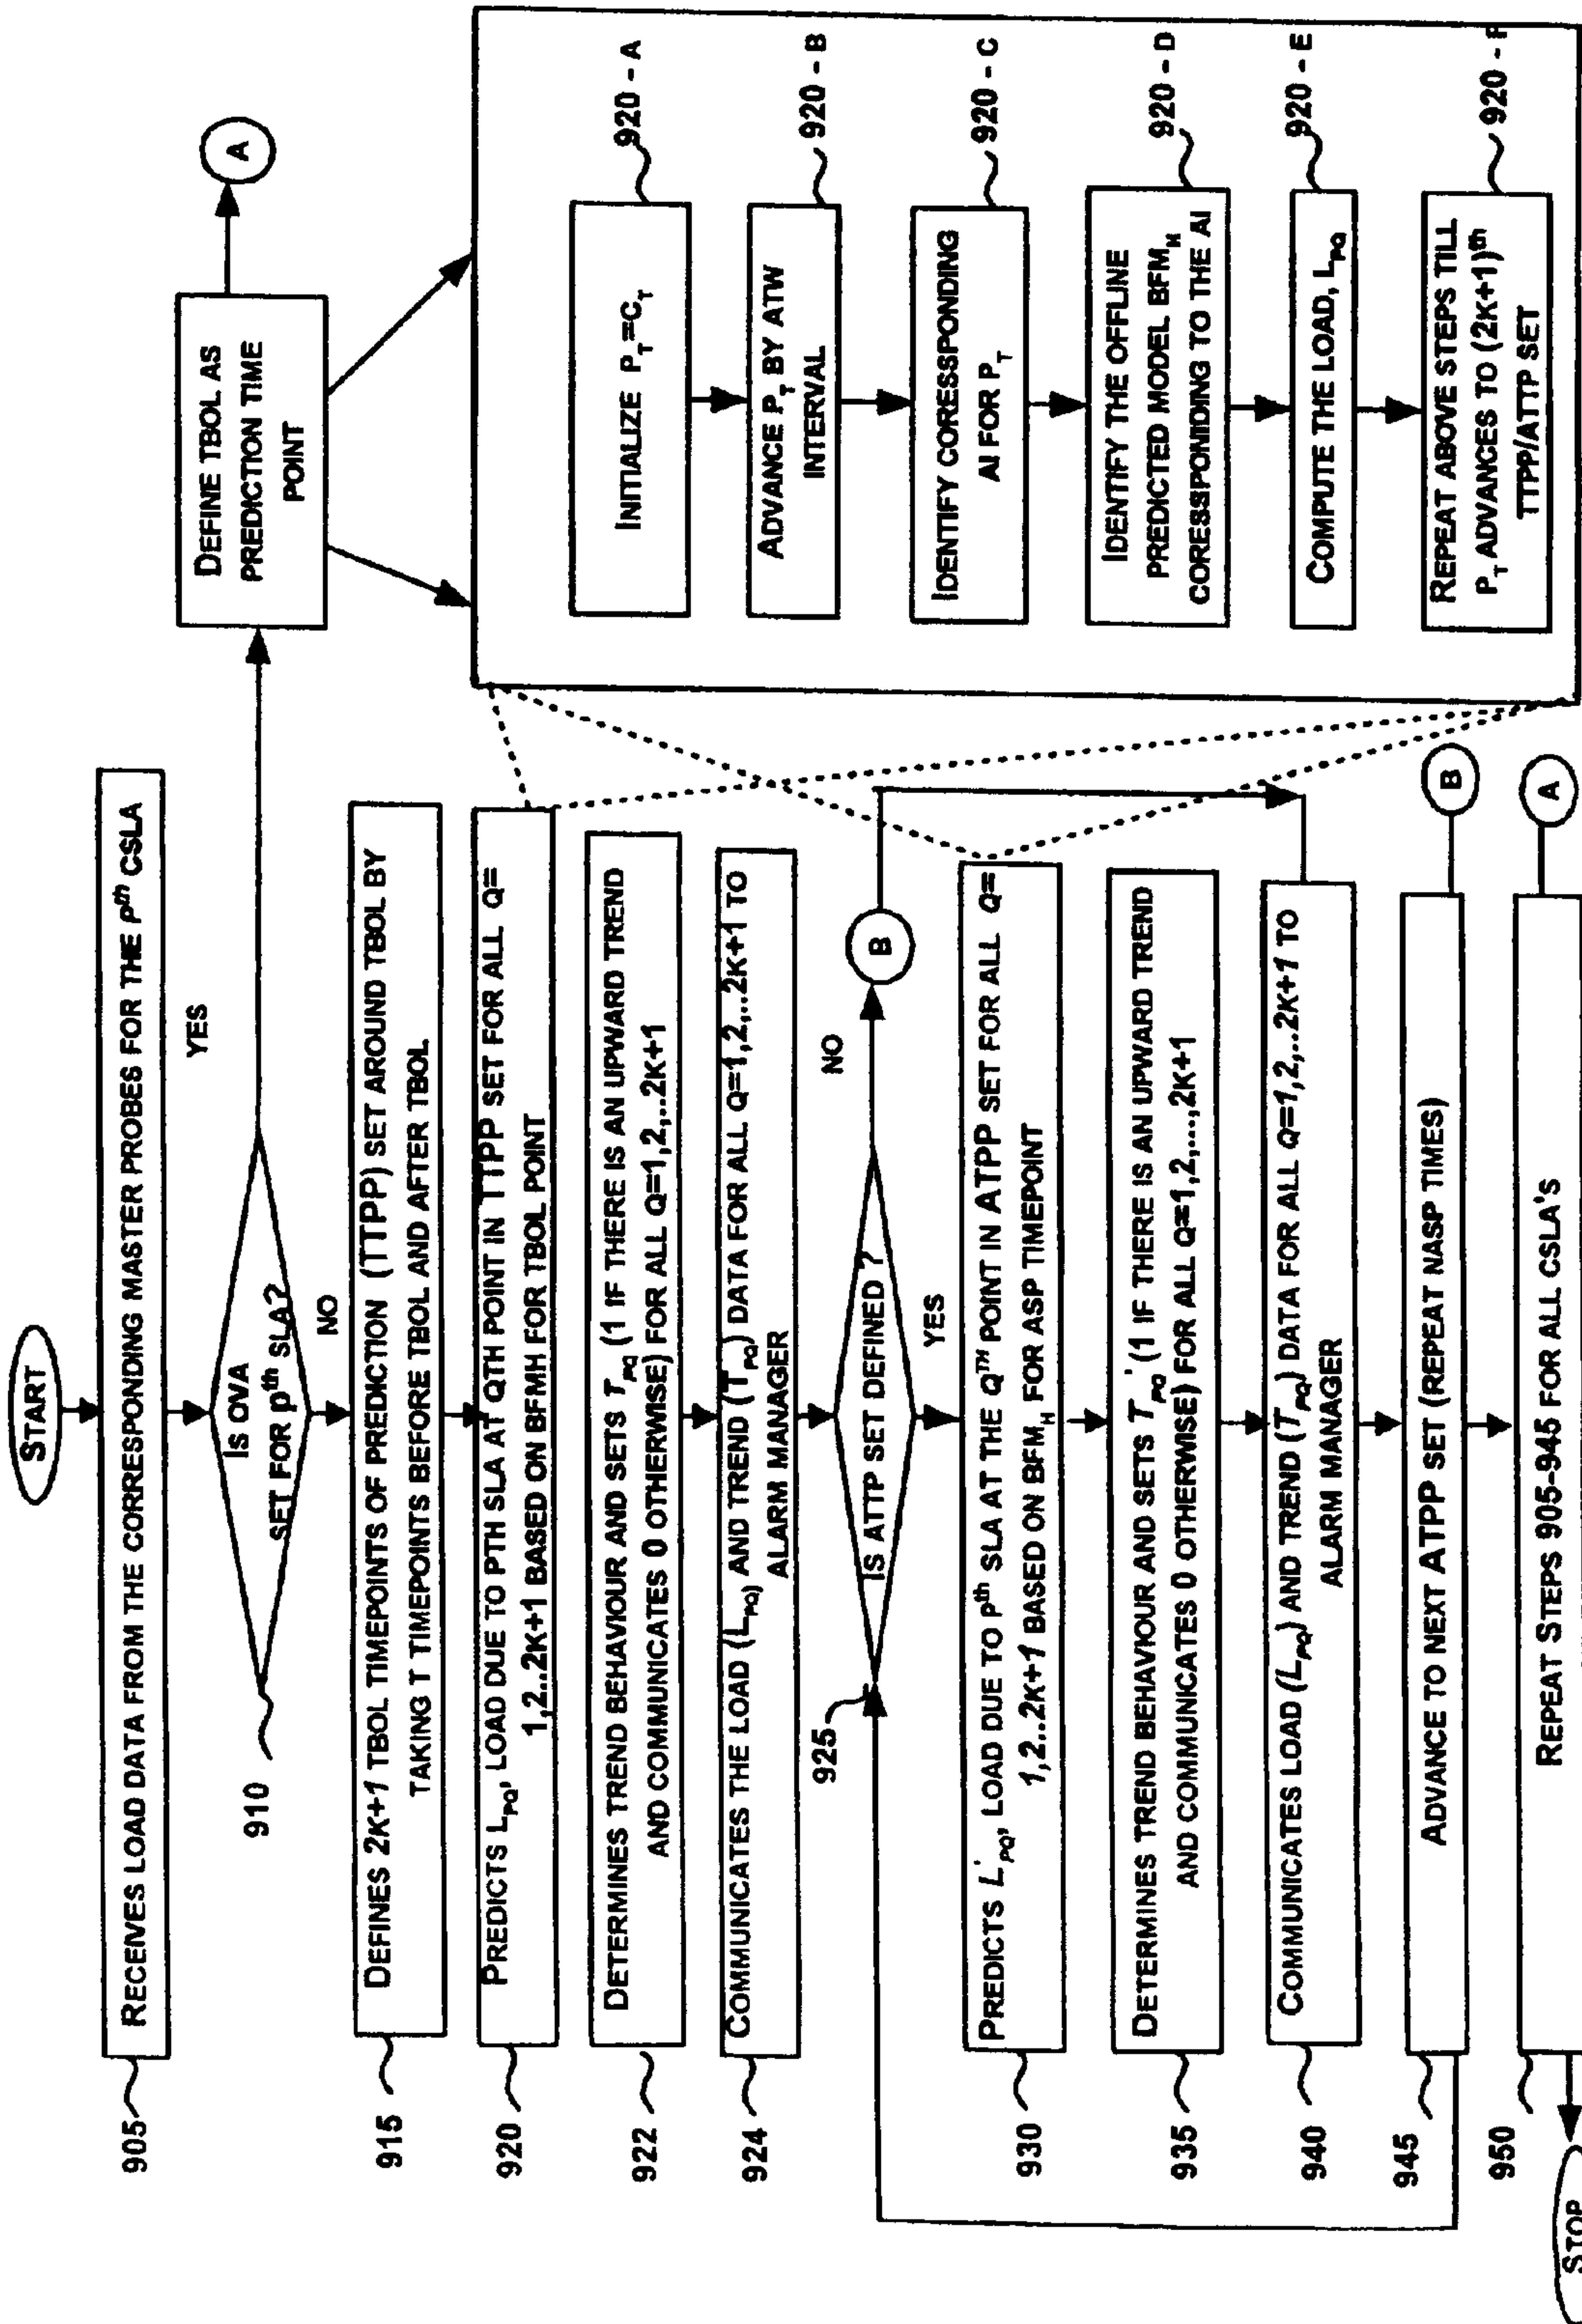 START
905
RECEIVES LOAD DATA FROM THE CORRESPONDING MASTER PROBES FOR THE Pth CSLA
910
IS OVA
SET FOR pth SLA?
YES
NO
DEFINE TBOL AS
PREDICTION TIME
POINT
A
915
DEFINES 2K+1 TBOL TIMEPOINTS OF PREDICTION (TTPP) SET AROUND TBOL BY
TAKING T TIMEPOINTS BEFORE TBOL AND AFTER TBOL
920
PREDICTS LPQ, LOAD DUE TO PTH SLA AT QTH POINT IN TTPP SET FOR ALL Q=
1,2..2K+1 BASED ON BFMH FOR TBOL POINT
922
DETERMINES TREND BEHAVIOUR AND SETS TPQ (1 IF THERE IS AN UPWARD TREND
AND COMMUNICATES 0 OTHERWISE) FOR ALL Q=1,2,..2K+1
924
COMMUNICATES THE LOAD (LPQ) AND TREND (TPQ) DATA FOR ALL Q=1,2,..2K+1 TO
ALARM MANAGER
925
IS ATTP SET DEFINED ?
NO
B
YES
930
PREDICTS L'PQ, LOAD DUE TO Pth SLA AT THE QTH POINT IN ATPP SET FOR ALL Q=
1,2..2K+1 BASED ON BFMH FOR ASP TIMEPOINT
935
DETERMINES TREND BEHAVIOUR AND SETS TPQ' (1 IF THERE IS AN UPWARD TREND
AND COMMUNICATES 0 OTHERWISE) FOR ALL Q=1,2,...,2K+1
940
COMMUNICATES LOAD (LPQ) AND TREND (TPQ) DATA FOR ALL Q=1,2,..2K+1 TO
ALARM MANAGER
945
ADVANCE TO NEXT ATPP SET (REPEAT NASP TIMES)
B
950
REPEAT STEPS 905-945 FOR ALL CSLA'S
A
STOP
INITIALIZE PT=CT
920 - A
ADVANCE PT BY ATW
INTERVAL
920 - B
IDENTIFY CORESSPONDING
AI FOR PT
920 - C
IDENTIFY THE OFFLINE
PREDICTED MODEL BFMH
CORESSPONIDING TO THE AI
920 - D
COMPUTE THE LOAD, LPQ
920 - E
REPEAT ABOVE STEPS TILL
PT ADVANCES TO (2K+1)th
TTPP/ATTP SET
920 - F